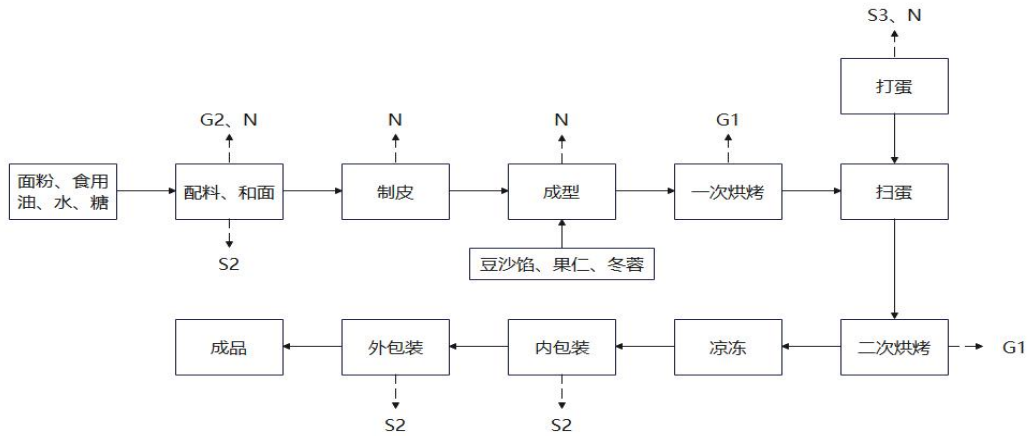 S3、N
打蛋
G2、N
N
N
G1
面粉、食用
油、水、糖
配料、和面
制皮
成型
一次烘烤
扫蛋
S2
豆沙馅、果仁、冬蓉
成品
外包装
内包装
凉冻
二次烘烤
G1
S2
S2